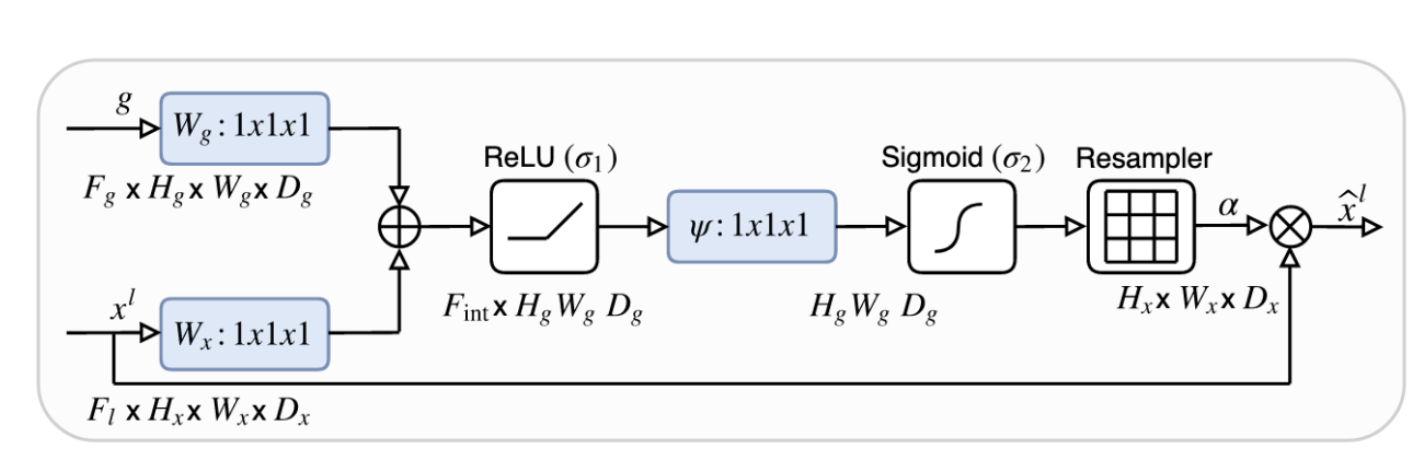 g
W_g : 1x1x1
F_g x H_g x W_g x D_g
ReLU (σ_1)
Sigmoid (σ_2)
Resampler
ψ : 1x1x1
α
x̂^l
x^l
W_x : 1x1x1
F_int x H_g W_g D_g
H_g W_g D_g
H_x x W_x x D_x
F_l x H_x x W_x x D_x